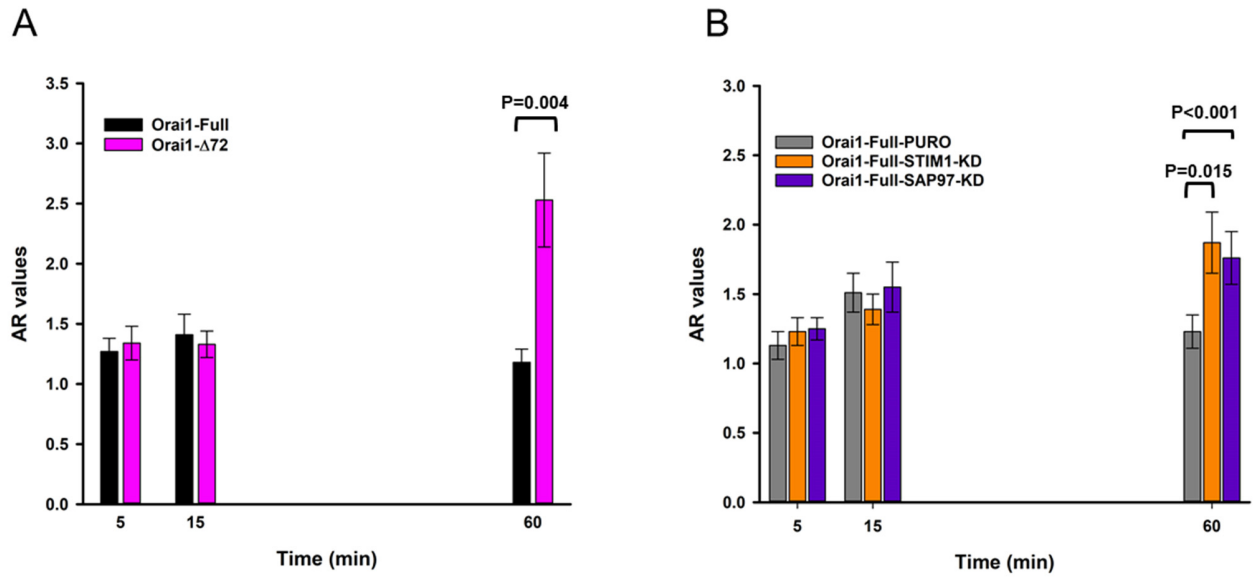 A
3.5
3.0
2.5
2.0
1.5
1.0
0.5
0.0
AR values
Orai1-Full
Orai1-Δ72
P=0.004
5 15 60
Time (min)
B
3.0
2.5
2.0
1.5
1.0
0.5
0.0
AR values
Orai1-Full-PURO
Orai1-Full-STIM1-KD
Orai1-Full-SAP97-KD
P<0.001
P=0.015
5 15 60
Time (min)